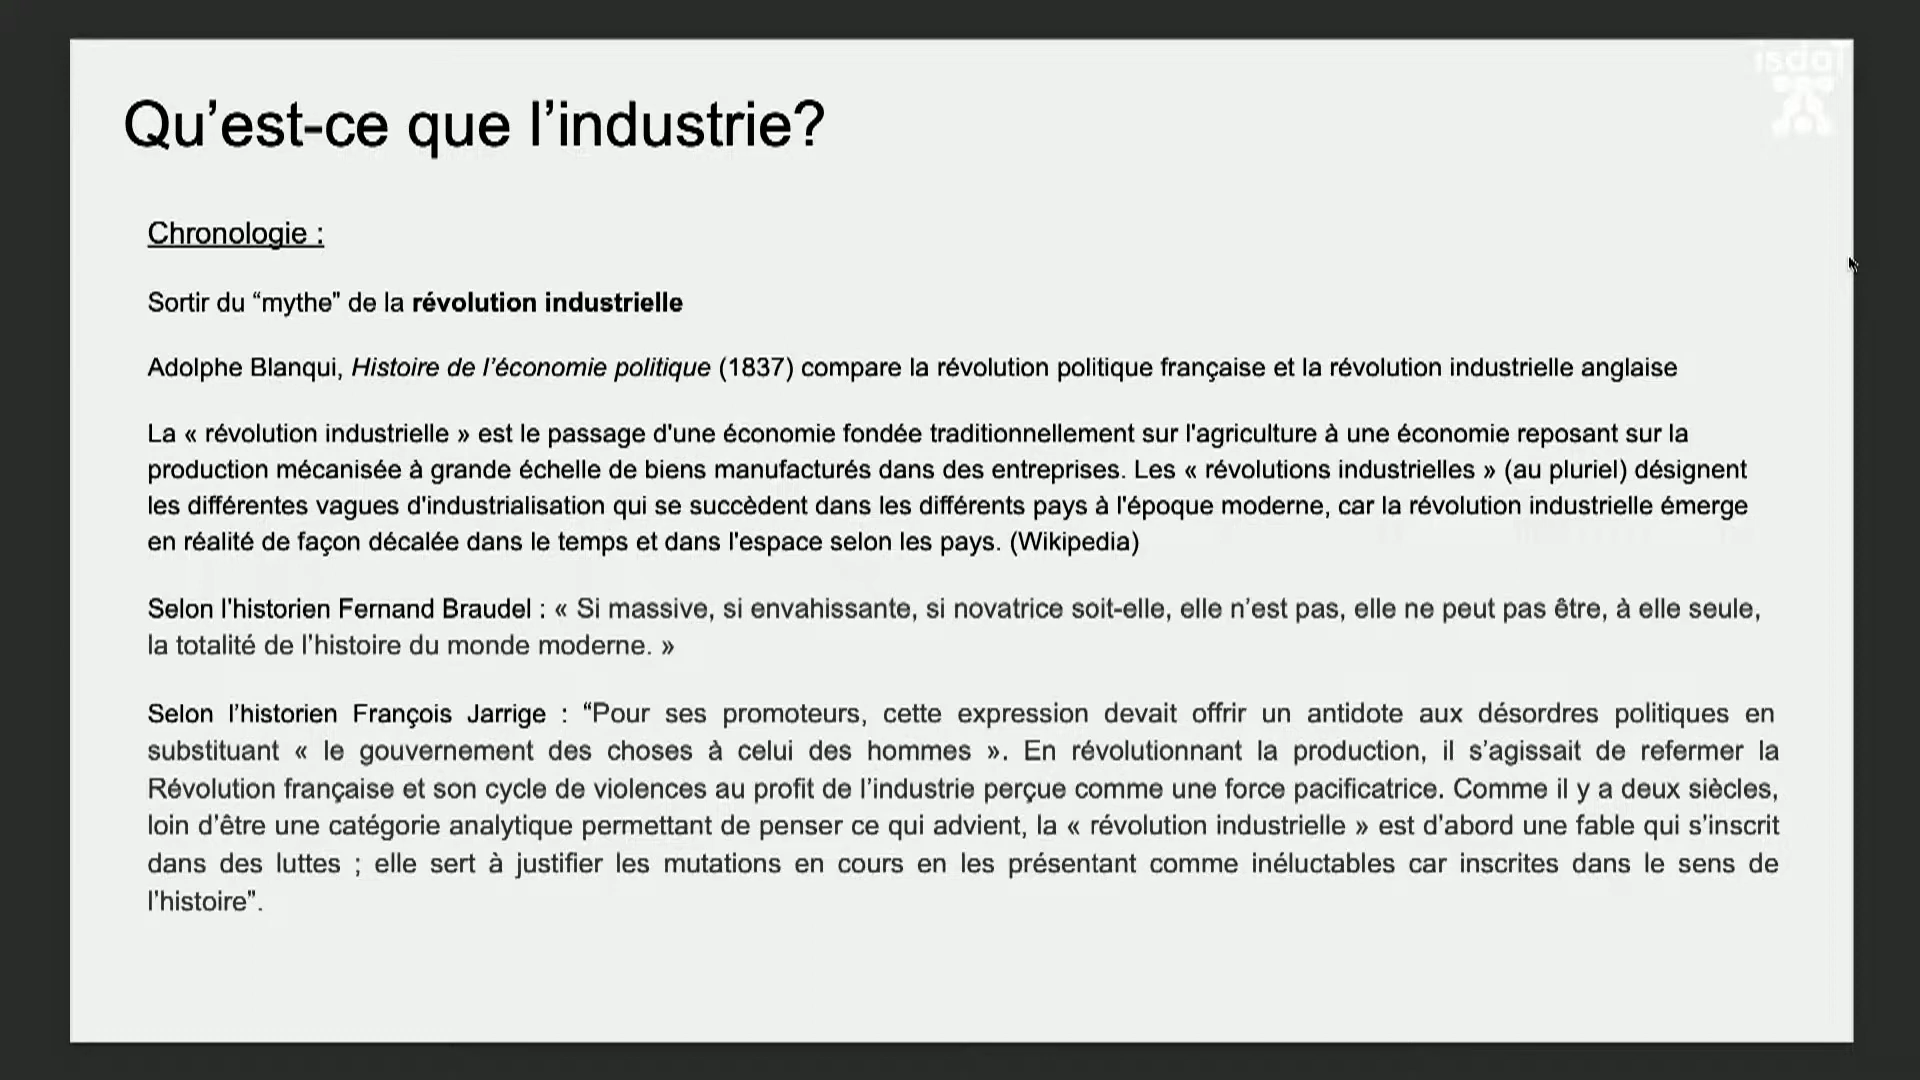 isdaT
Qu’est-ce que l’industrie?
Chronologie :
Sortir du “mythe" de la révolution industrielle
Adolphe Blanqui, Histoire de l’économie politique (1837) compare la révolution politique française et la révolution industrielle anglaise
La « révolution industrielle » est le passage d'une économie fondée traditionnellement sur l'agriculture à une économie reposant sur la
production mécanisée à grande échelle de biens manufacturés dans des entreprises. Les « révolutions industrielles » (au pluriel) désignent
les différentes vagues d'industrialisation qui se succèdent dans les différents pays à l'époque moderne, car la révolution industrielle émerge
en réalité de façon décalée dans le temps et dans l'espace selon les pays. (Wikipedia)
Selon l'historien Fernand Braudel : « Si massive, si envahissante, si novatrice soit-elle, elle n’est pas, elle ne peut pas être, à elle seule,
la totalité de l’histoire du monde moderne. »
Selon l’historien François Jarrige : “Pour ses promoteurs, cette expression devait offrir un antidote aux désordres politiques en
substituant « le gouvernement des choses à celui des hommes ». En révolutionnant la production, il s’agissait de refermer la
Révolution française et son cycle de violences au profit de l’industrie perçue comme une force pacificatrice. Comme il y a deux siècles,
loin d’être une catégorie analytique permettant de penser ce qui advient, la « révolution industrielle » est d’abord une fable qui s’inscrit
dans des luttes ; elle sert à justifier les mutations en cours en les présentant comme inéluctables car inscrites dans le sens de
l’histoire”.